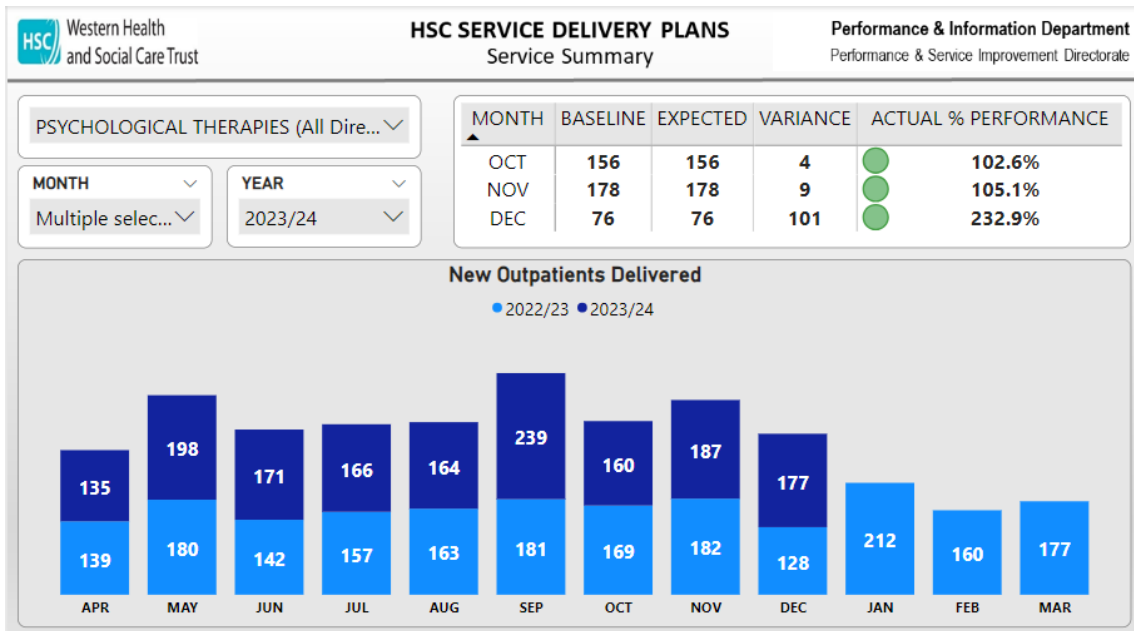 HSC
Western Health
and Social Care Trust
HSC SERVICE DELIVERY PLANS
Service Summary
Performance & Information Department
Performance & Service Improvement Directorate
PSYCHOLOGICAL THERAPIES (All Dire...
MONTH
Multiple selec...
YEAR
2023/24
MONTH BASELINE EXPECTED VARIANCE ACTUAL % PERFORMANCE
OCT 156 156 4 102.6%
NOV 178 178 9 105.1%
DEC 76 76 101 232.9%
New Outpatients Delivered
2022/23 2023/24
135 198 171 166 164 239 160 187 177
139 180 142 157 163 181 169 182 128 212 160 177
APR MAY JUN JUL AUG SEP OCT NOV DEC JAN FEB MAR